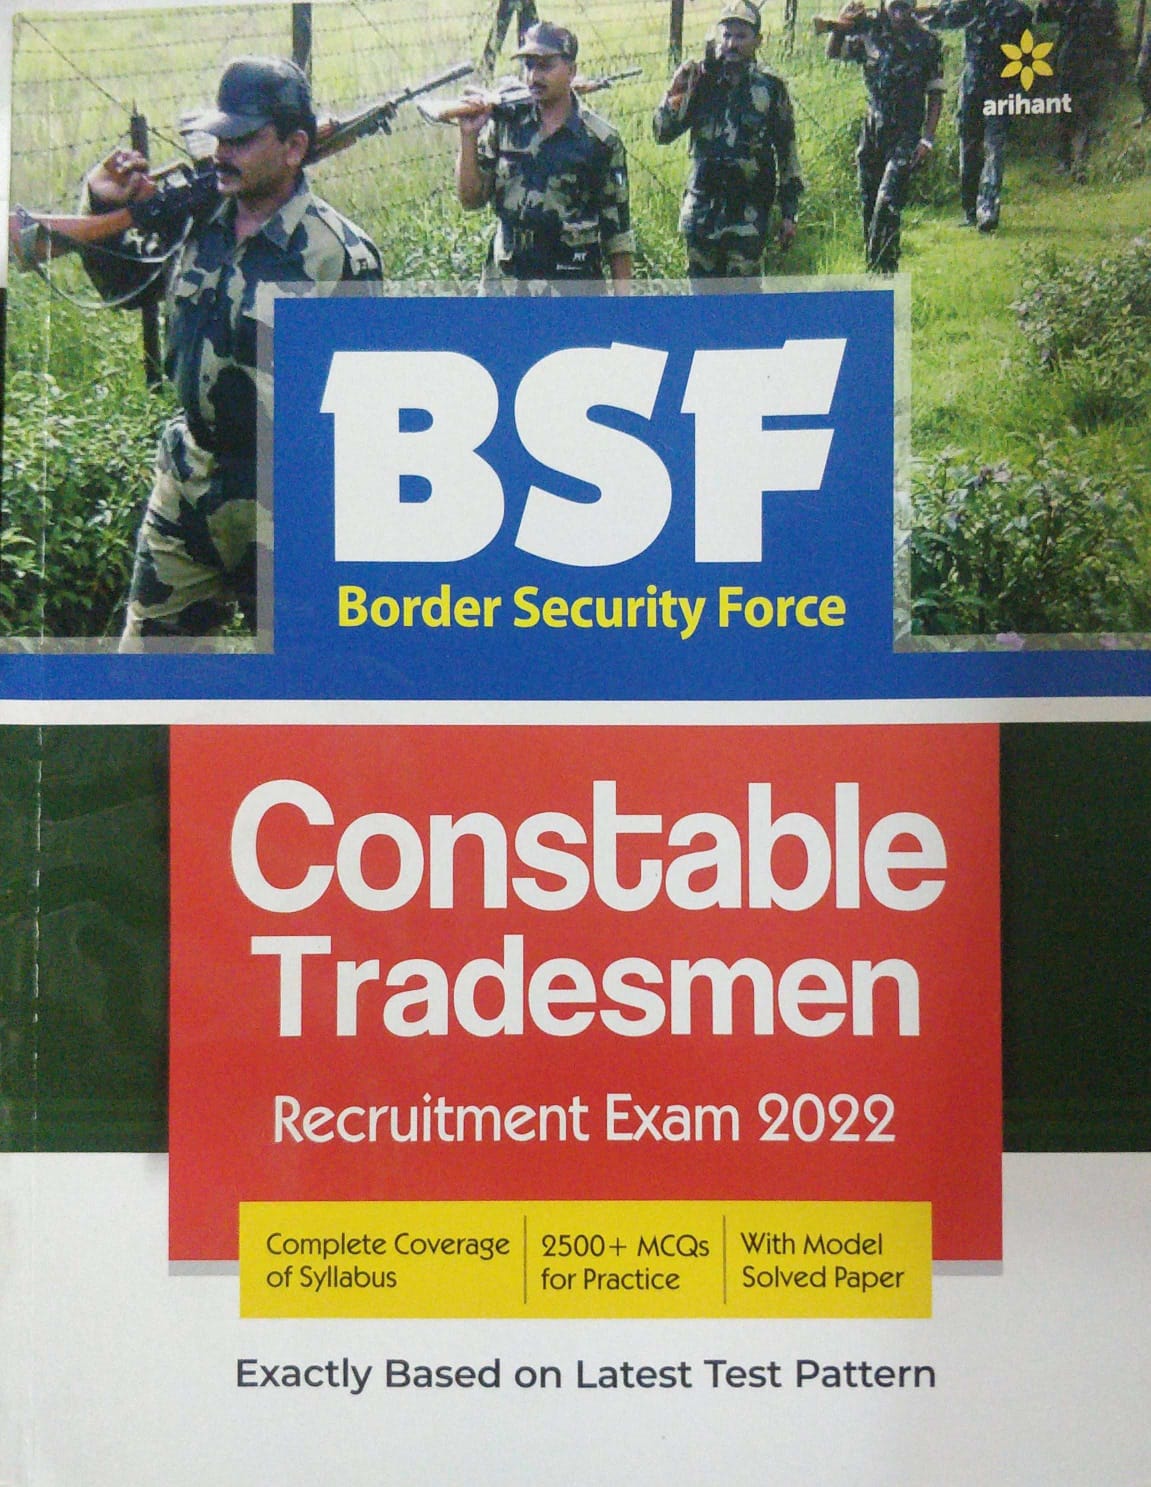 arihant
BSF
Border Security Force
Constable
Tradesmen
Recruitment Exam 2022
Complete Coverage
of Syllabus
2500+ MCQs
for Practice
With Model
Solved Paper
Exactly Based on Latest Test Pattern